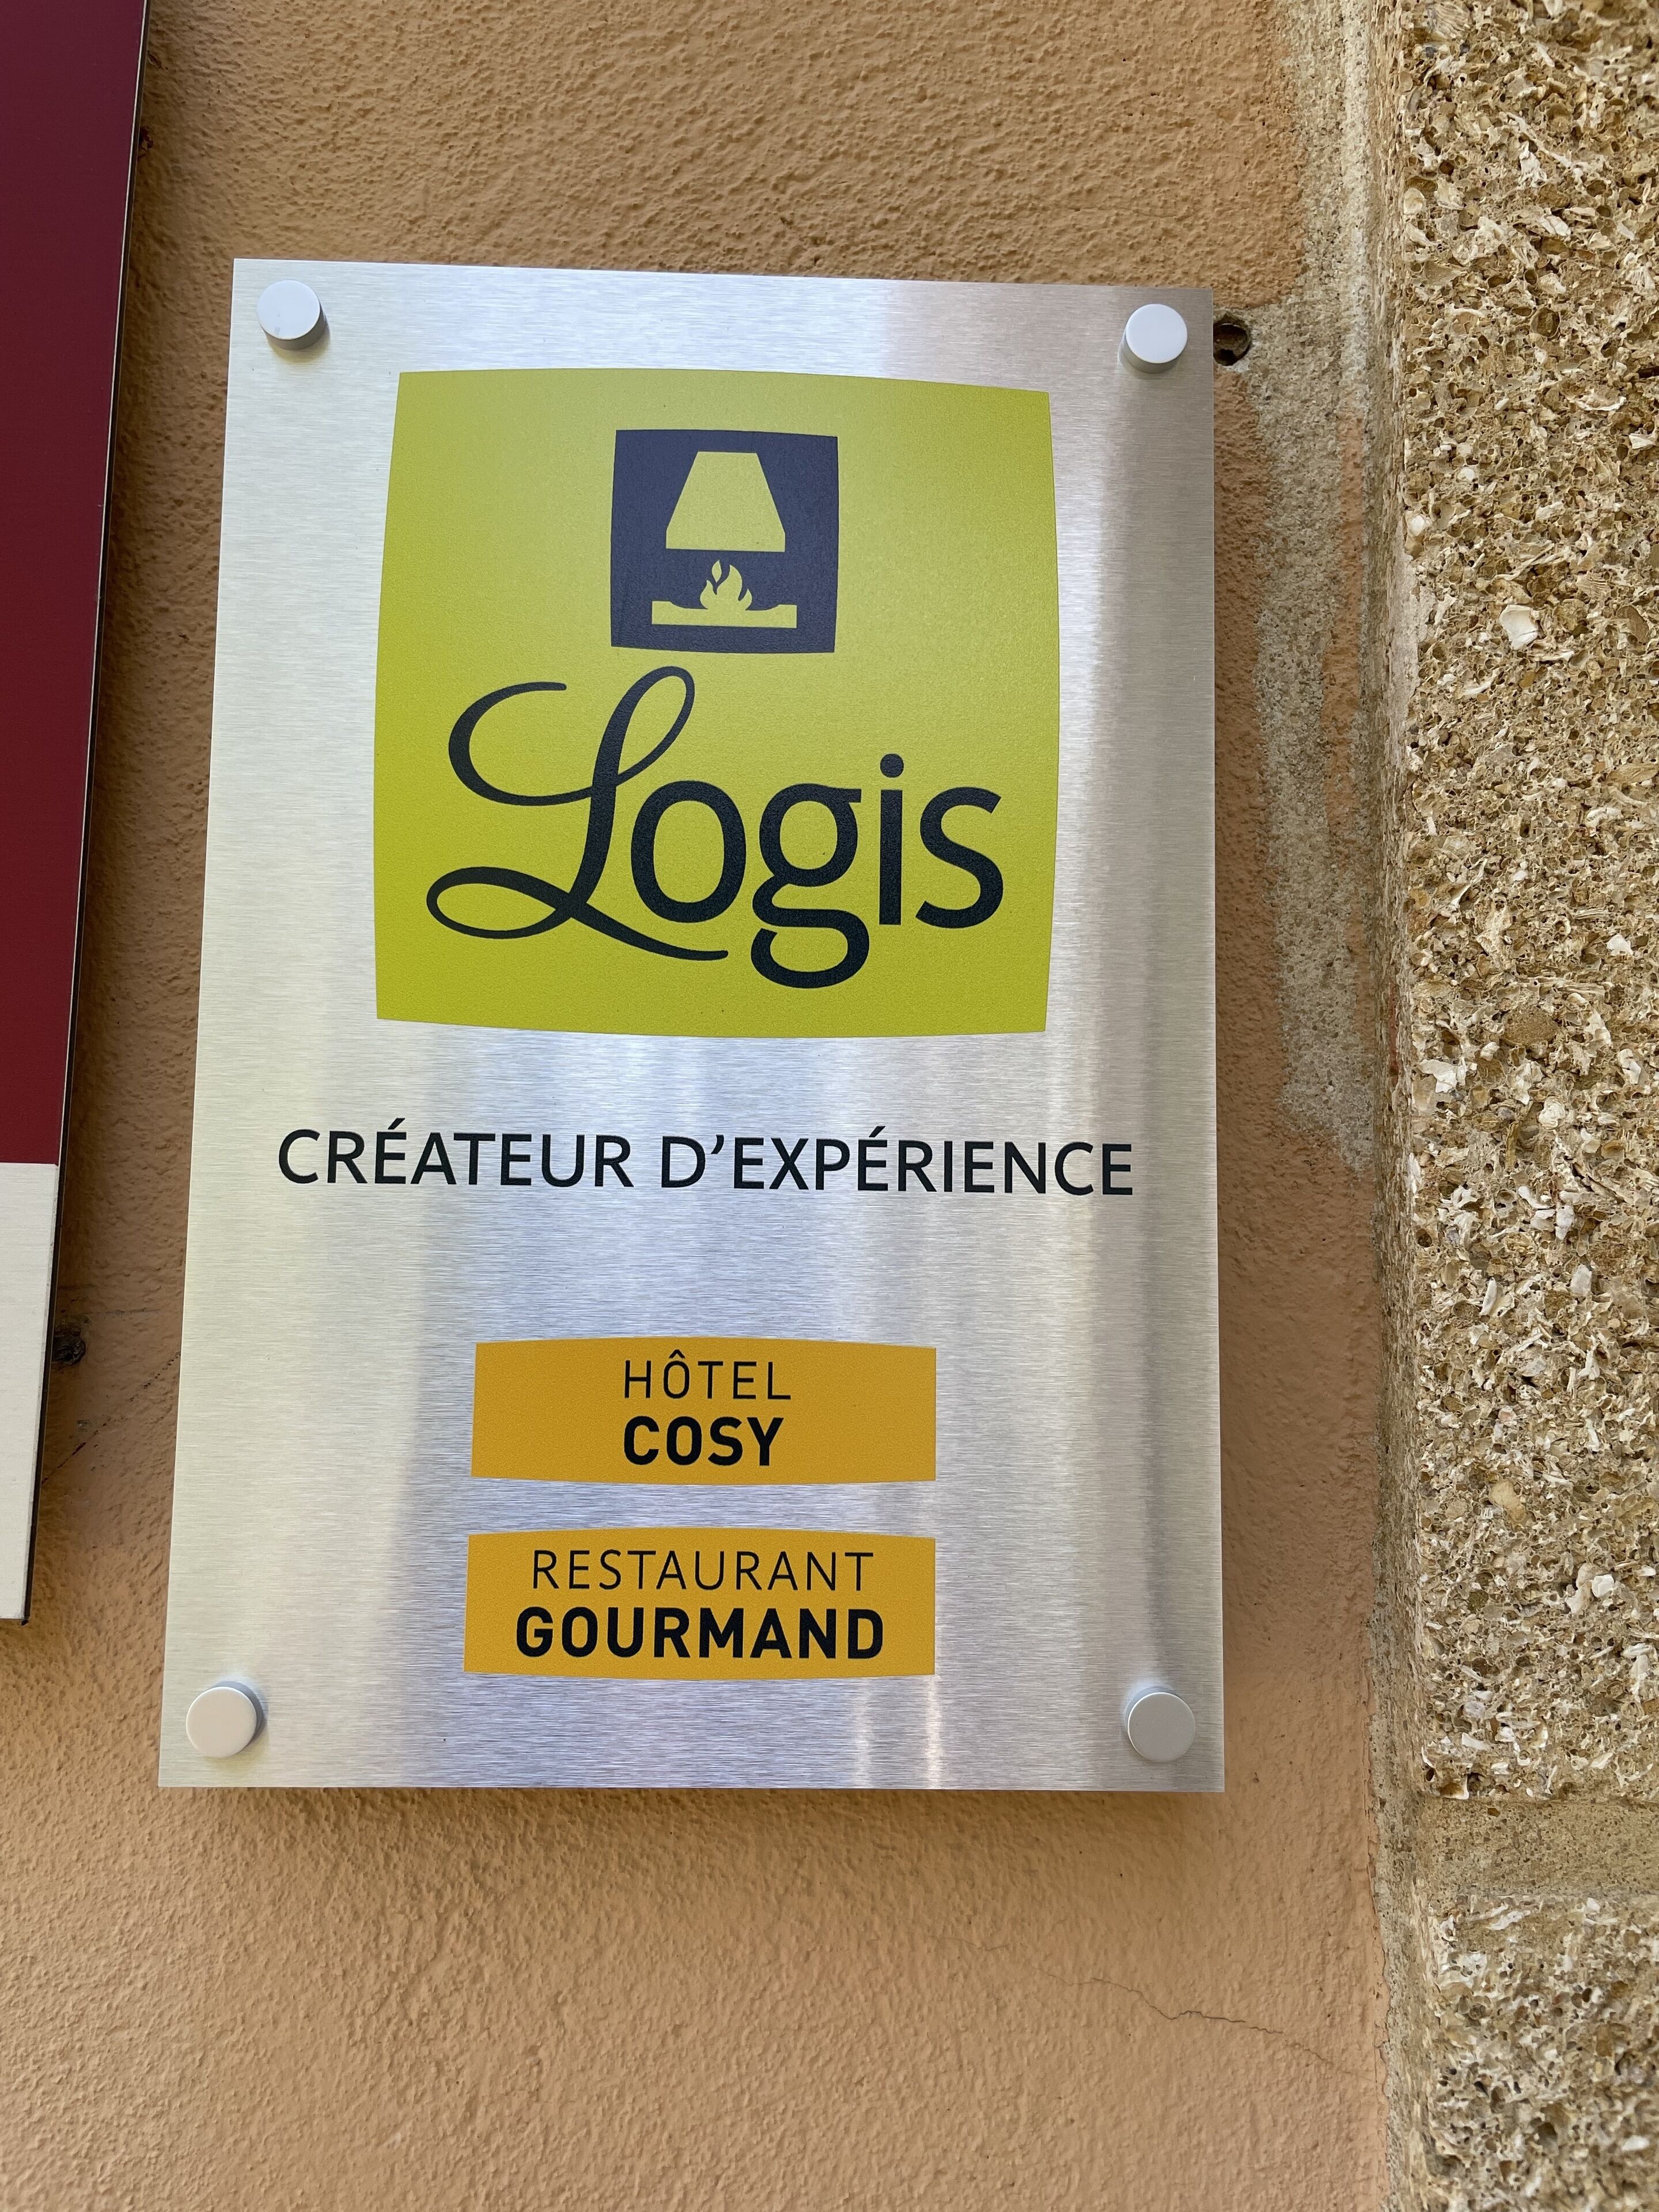 Logis
CRÉATEUR D’EXPÉRIENCE
HÔTEL
COSY
RESTAURANT
GOURMAND